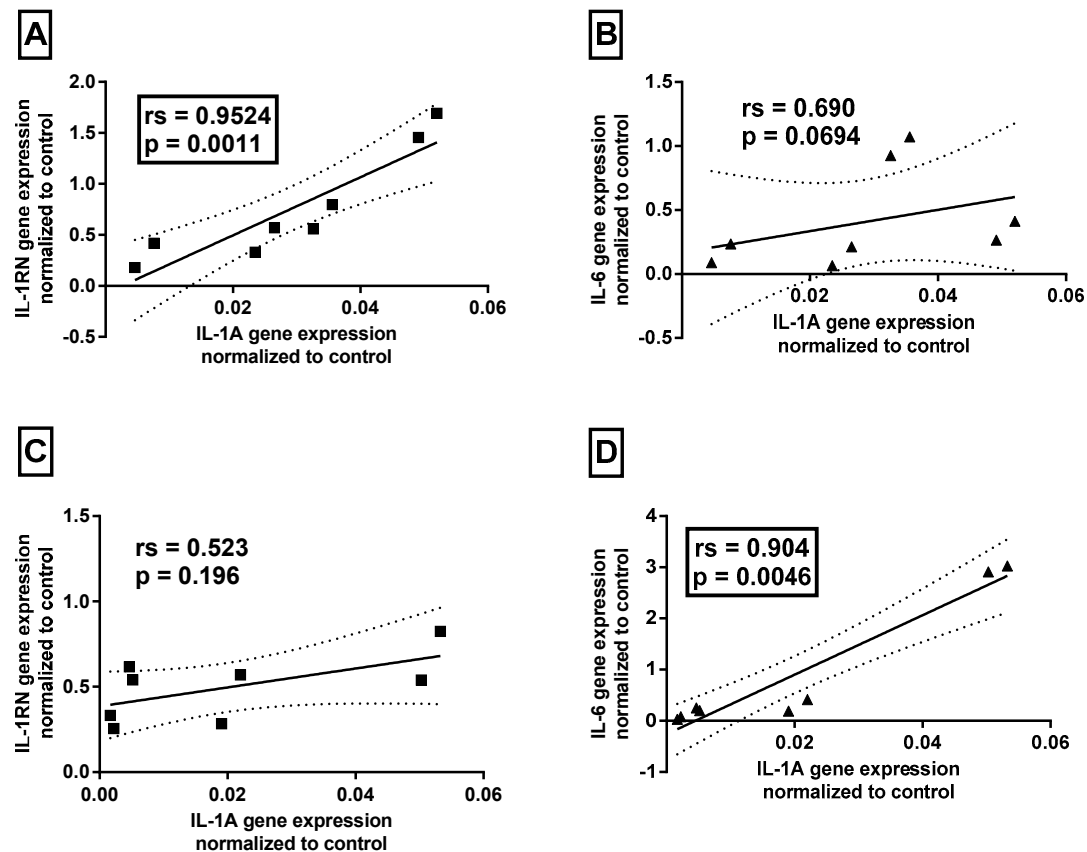 A
IL-1RN gene expression
normalized to control
2.0
1.5
1.0
0.5
0.0
-0.5
rs = 0.9524
p = 0.0011
0.02
0.04
0.06
IL-1A gene expression
normalized to control
B
IL-6 gene expression
normalized to control
1.5
1.0
0.5
0.0
-0.5
rs = 0.690
p = 0.0694
0.02
0.04
0.06
IL-1A gene expression
normalized to control
C
IL-1RN gene expression
normalized to control
1.5
1.0
0.5
0.0
rs = 0.523
p = 0.196
0.00
0.02
0.04
0.06
IL-1A gene expression
normalized to control
D
IL-6 gene expression
normalized to control
4
3
2
1
0
-1
rs = 0.904
p = 0.0046
0.02
0.04
0.06
IL-1A gene expression
normalized to control